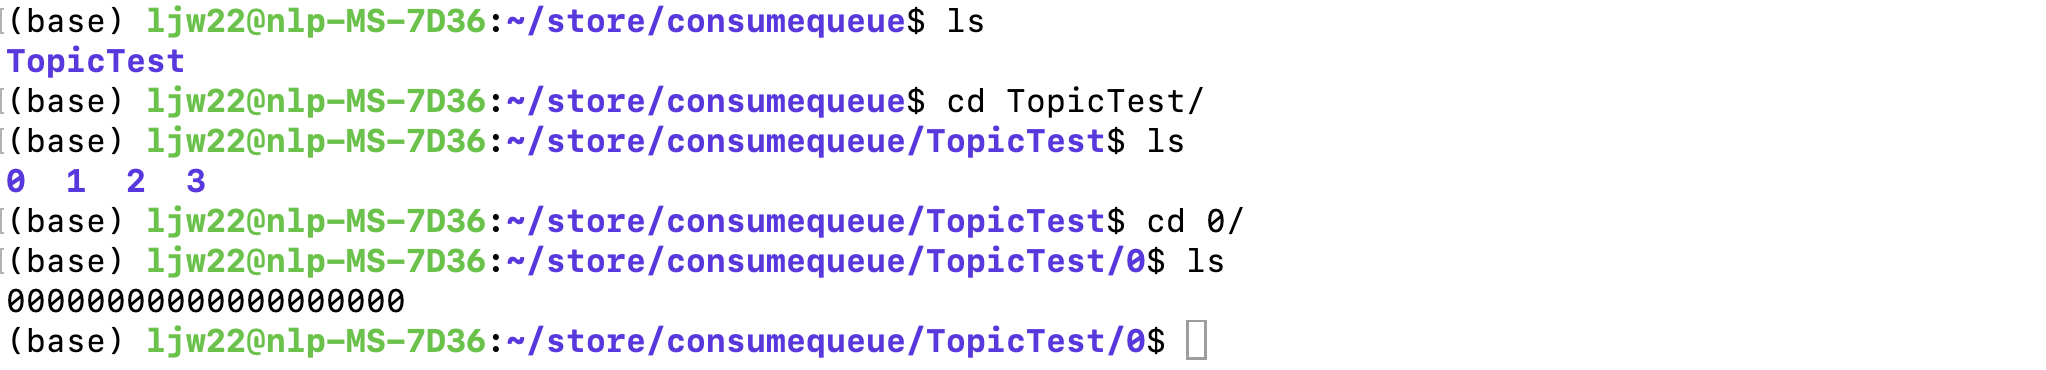 (base) ljw22@nlp-MS-7D36:~/store/consumequeue$ ls
TopicTest
(base) ljw22@nlp-MS-7D36:~/store/consumequeue$ cd TopicTest/
(base) ljw22@nlp-MS-7D36:~/store/consumequeue/TopicTest$ ls
0  1  2  3
(base) ljw22@nlp-MS-7D36:~/store/consumequeue/TopicTest$ cd 0/
(base) ljw22@nlp-MS-7D36:~/store/consumequeue/TopicTest/0$ ls
00000000000000000000
(base) ljw22@nlp-MS-7D36:~/store/consumequeue/TopicTest/0$